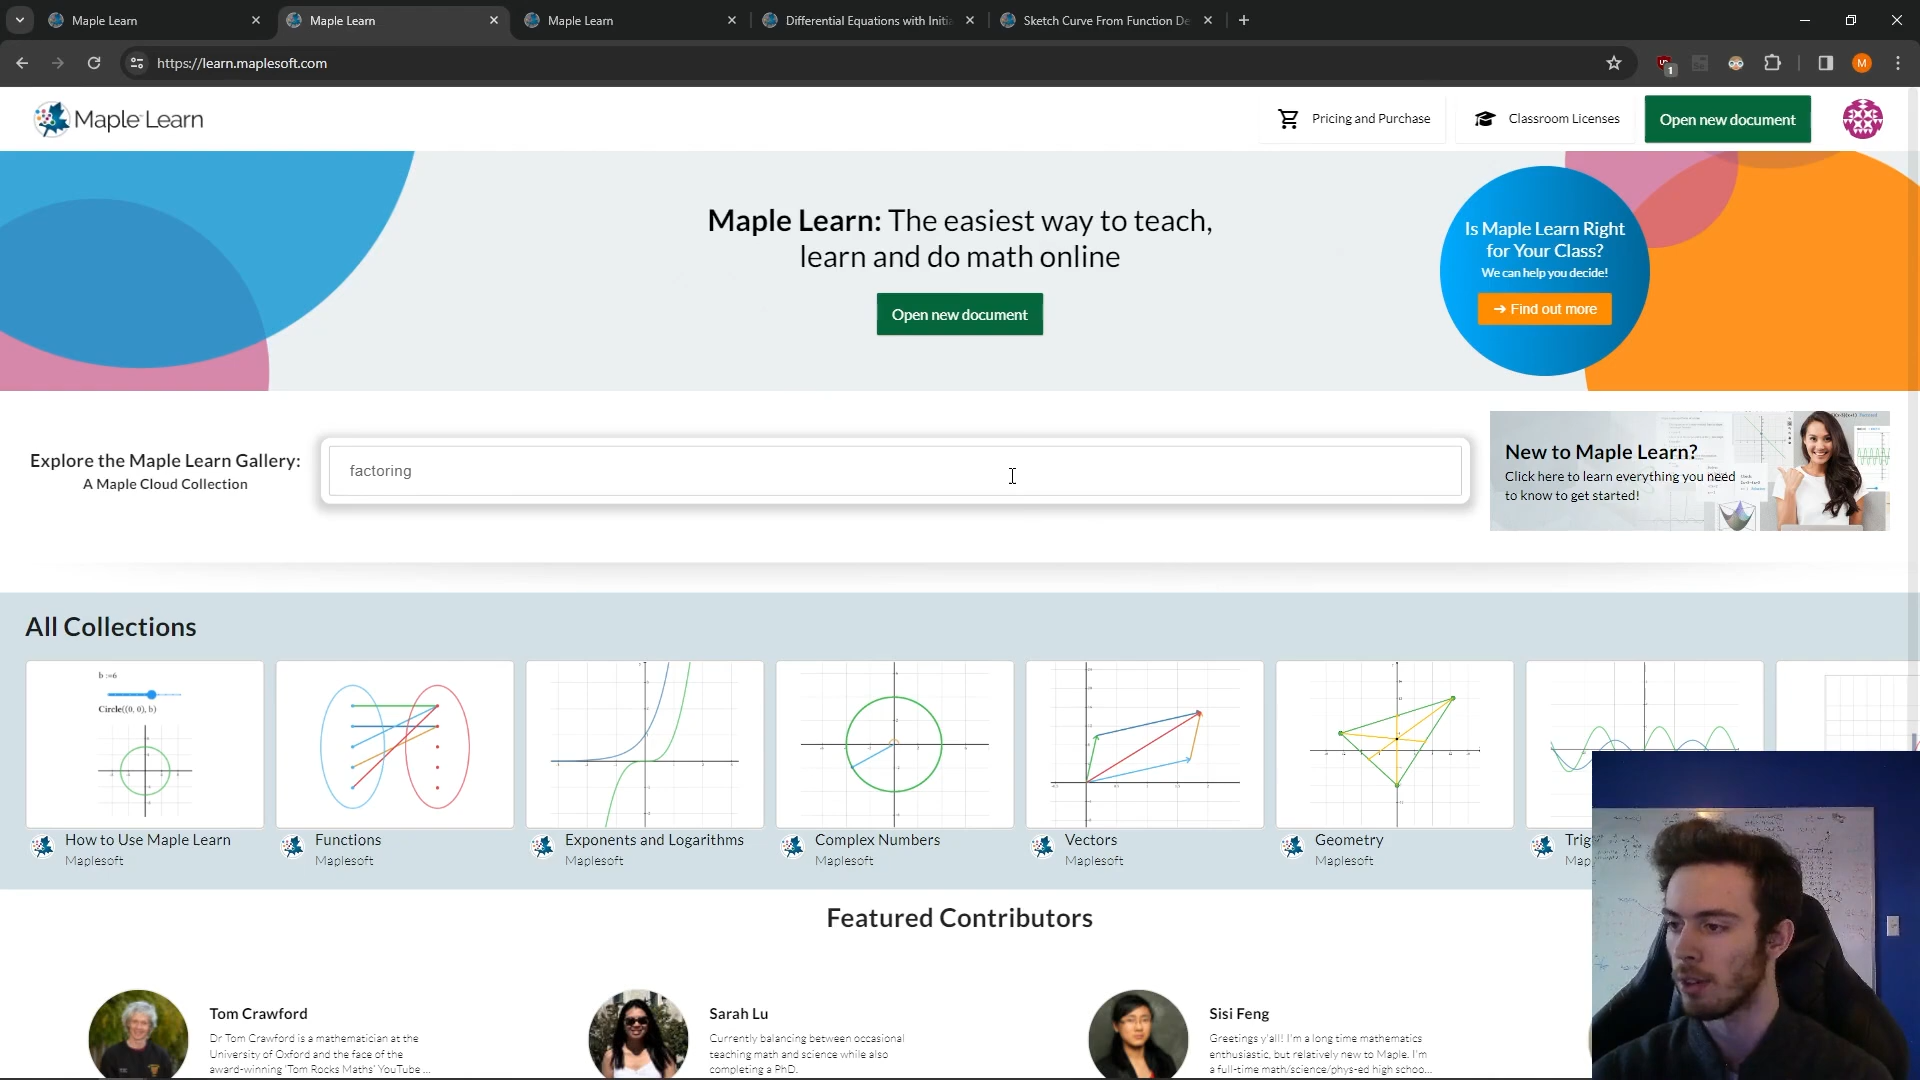 Maple Learn
Maple Learn
Maple Learn
Differential Equations with Initi
Sketch Curve From Function De
https://learn.maplesoft.com
1
M
Maple Learn
Pricing and Purchase
Classroom Licenses
Open new document
Maple Learn: The easiest way to teach,
learn and do math online
Open new document
Is Maple Learn Right
for Your Class?
We can help you decide!
➔ Find out more
Explore the Maple Learn Gallery:
A Maple Cloud Collection
factoring
New to Maple Learn?
Click here to learn everything you need
to know to get started!
All Collections
b :=6
Circle((0, 0), b)
How to Use Maple Learn
Maplesoft
Functions
Maplesoft
Exponents and Logarithms
Maplesoft
Complex Numbers
Maplesoft
Vectors
Maplesoft
Geometry
Maplesoft
Trig
Map
Featured Contributors
Tom Crawford
Dr Tom Crawford is a mathematician at the
University of Oxford and the face of the
award-winning 'Tom Rocks Maths' YouTube ...
Sarah Lu
Currently balancing between occasional
teaching math and science while also
completing a PhD.
Sisi Feng
Greetings y'all! I'm a long time mathematics
enthusiastic, but relatively new to Maple. I'm
a full-time math/science/phys-ed high schoo...